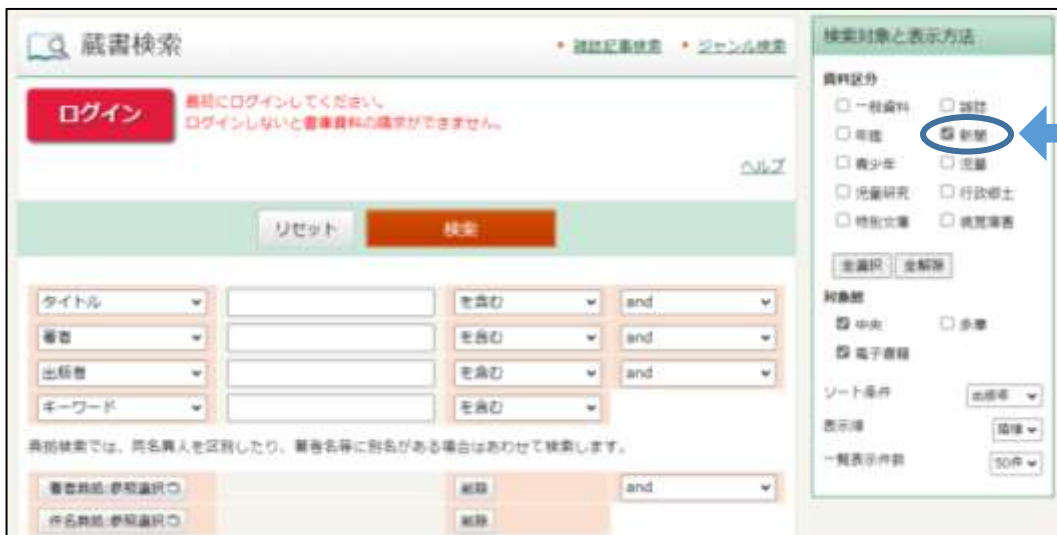 蔵書検索
・雑誌記事検索 ・ジャンル検索
ログイン
最初にログインしてください。
ログインしないと書庫資料の請求ができません。
ヘルプ
リセット
検索
タイトル を含む and
著者 を含む and
出版者 を含む and
キーワード を含む
典拠検索では、同名異人を区別したり、著者名等に別名がある場合はあわせて検索します。
著者典拠:参照選択 削除 and
件名典拠:参照選択 削除
検索対象と表示方法
資料区分
一般資料 雑誌
年鑑 新聞
青少年 児童
児童研究 行政郷土
特別文庫 視覚障害
全選択 全解除
対象館
中央 多摩
電子書籍
ソート条件 出版年
表示順 降順
一覧表示件数 50件